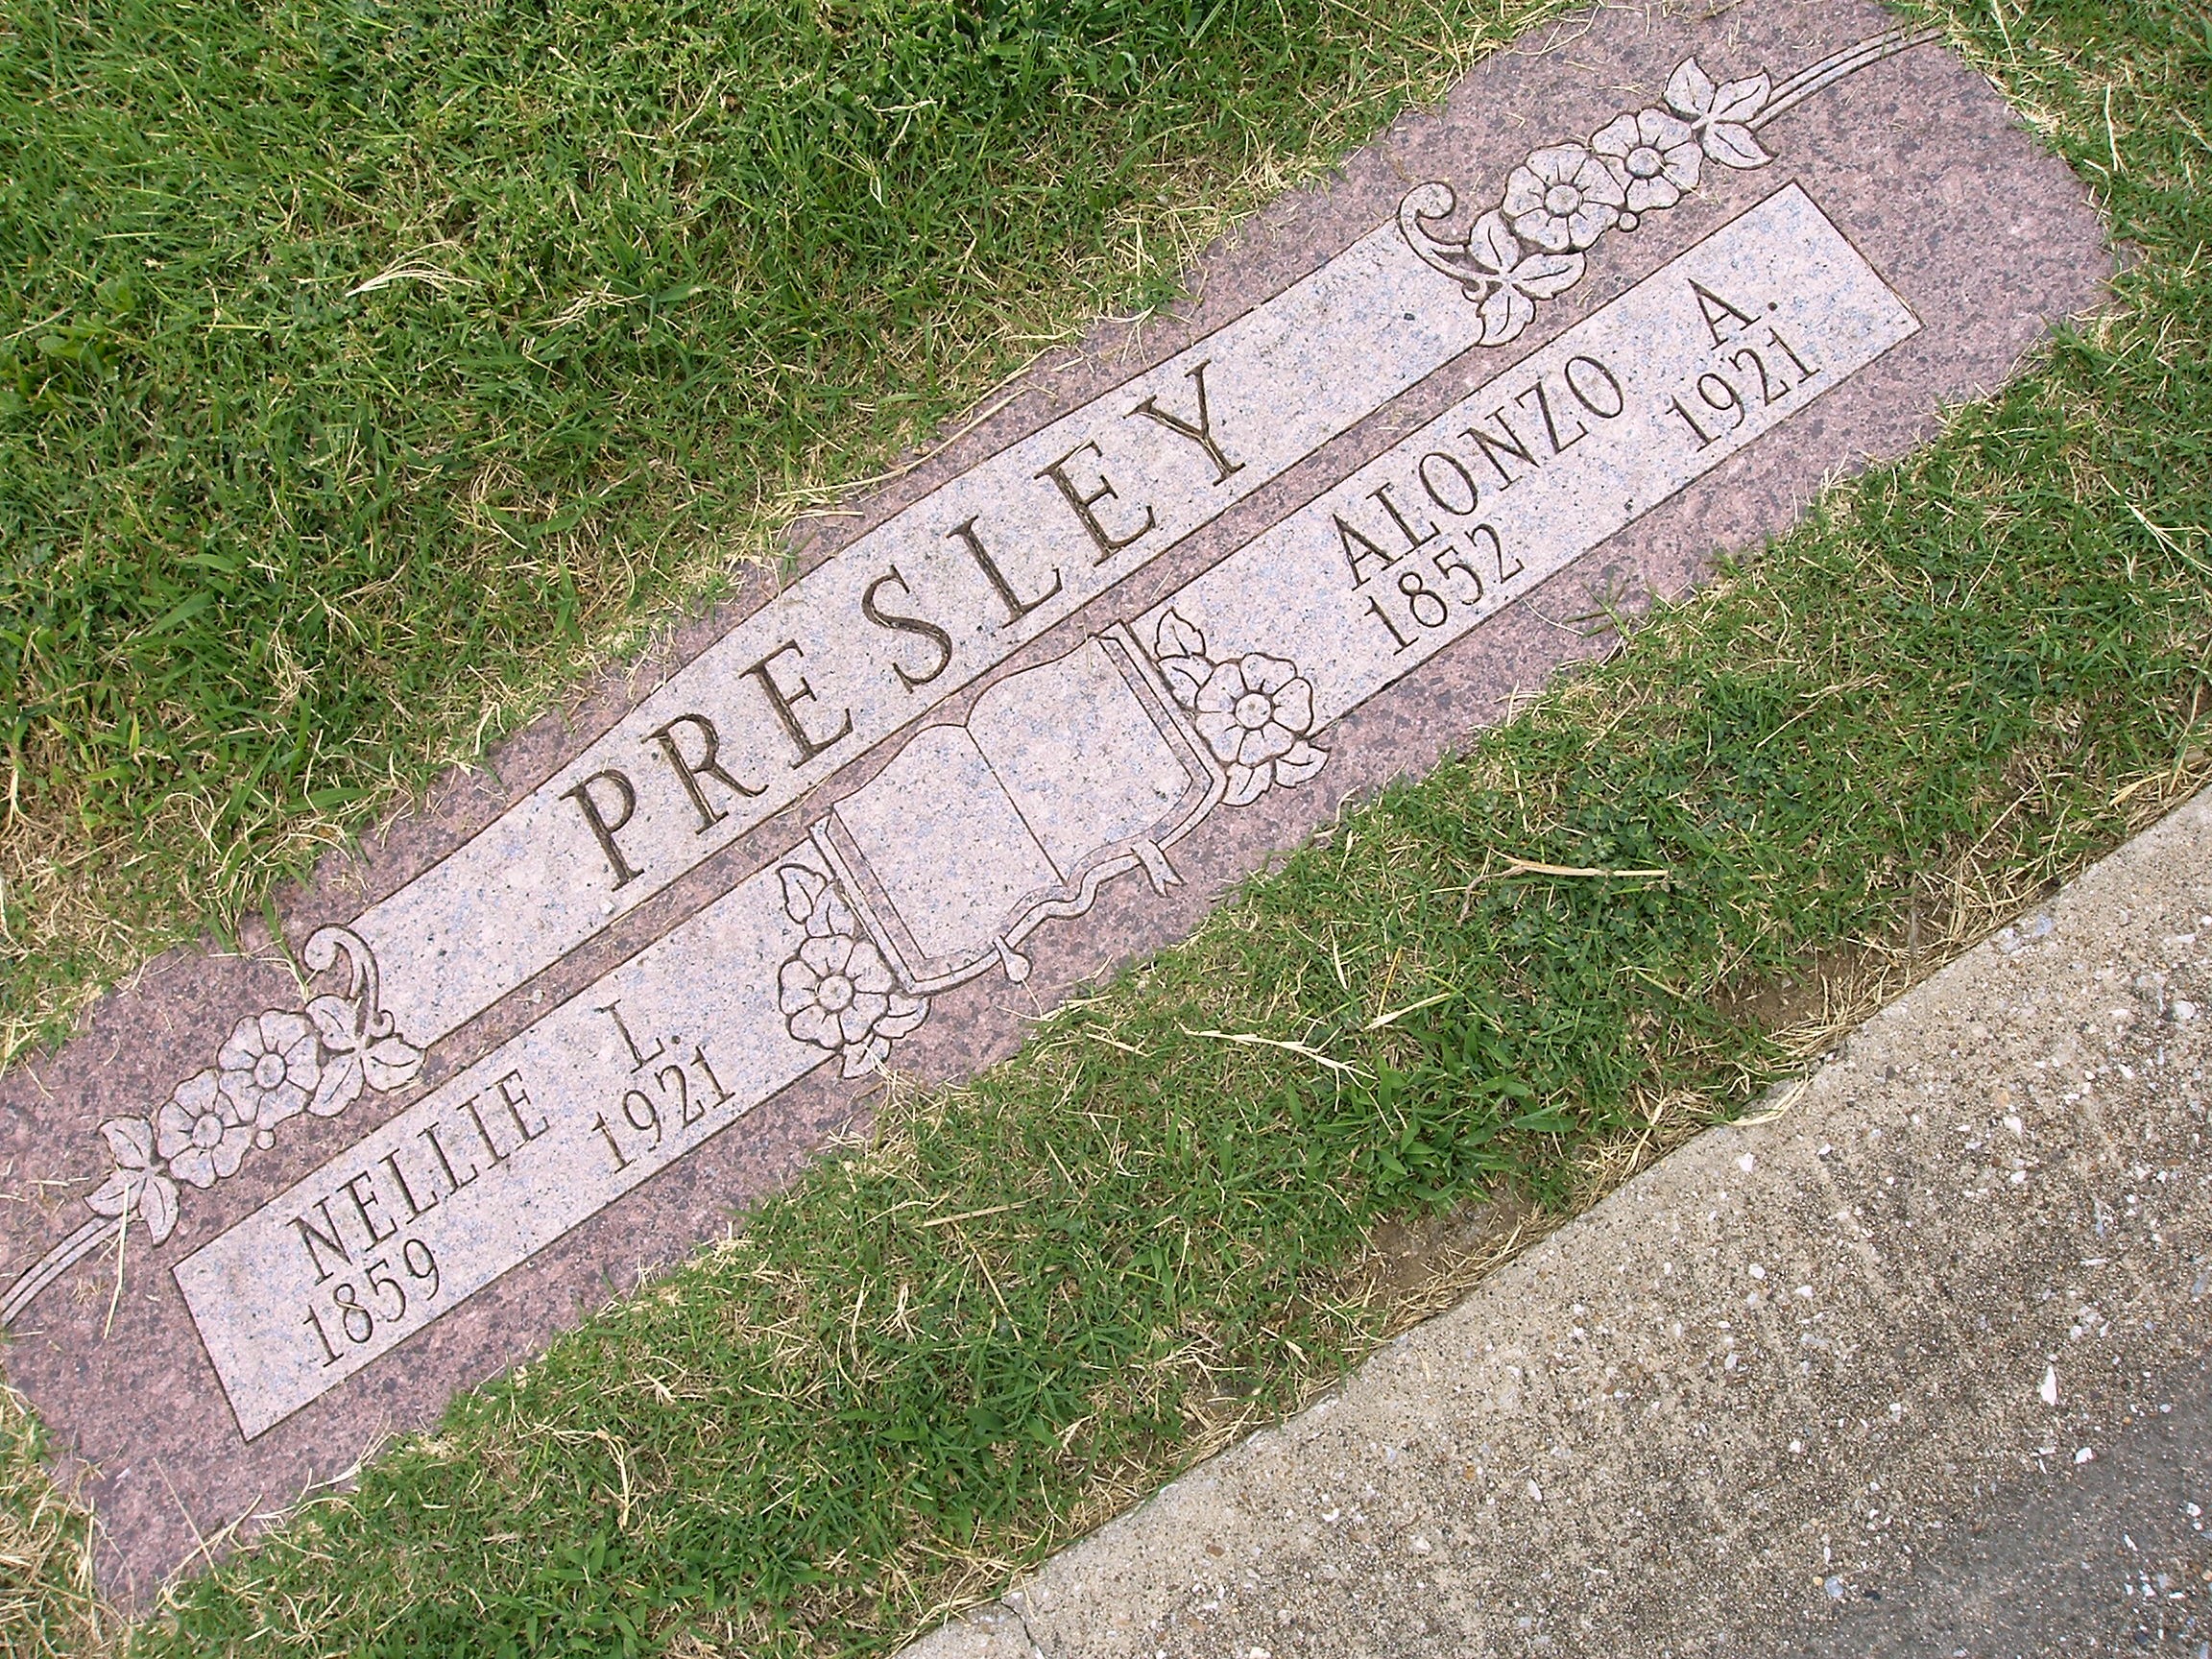 PRESLEY
NELLIE L.
1859 1921
ALONZO A.
1852 1921